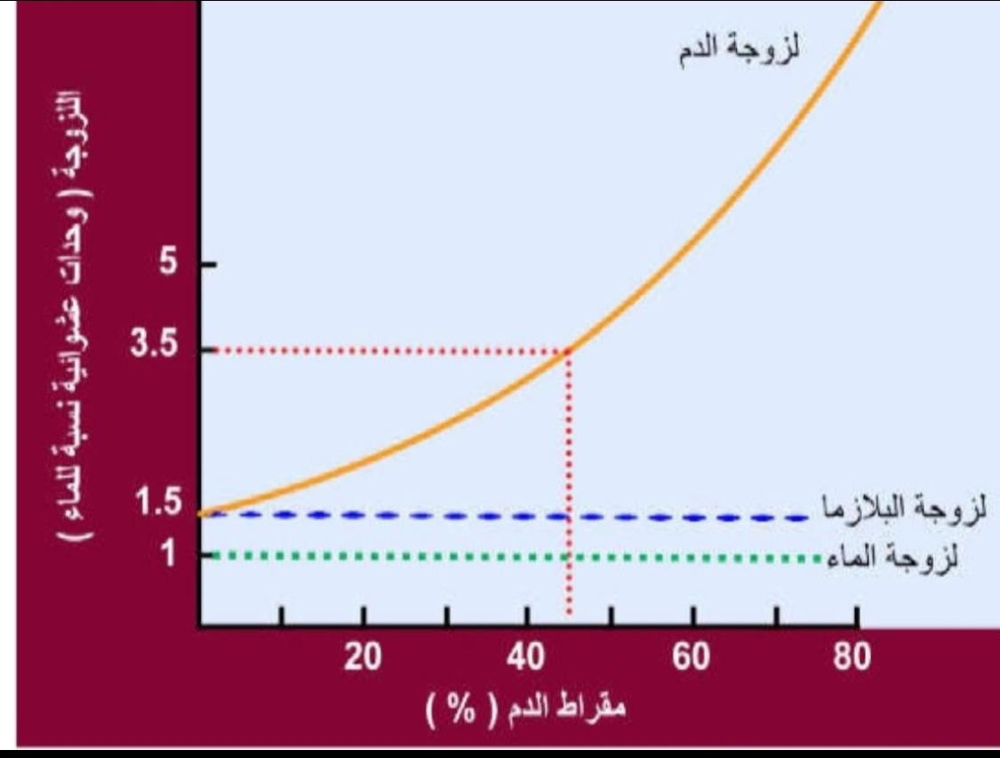 لزوجة الدم
اللزوجة ( وحدات عشوائية نسبة للماء )
5
3.5
1.5
1
لزوجة البلازما
لزوجة الماء
20 40 60 80
مقراط الدم ( % )